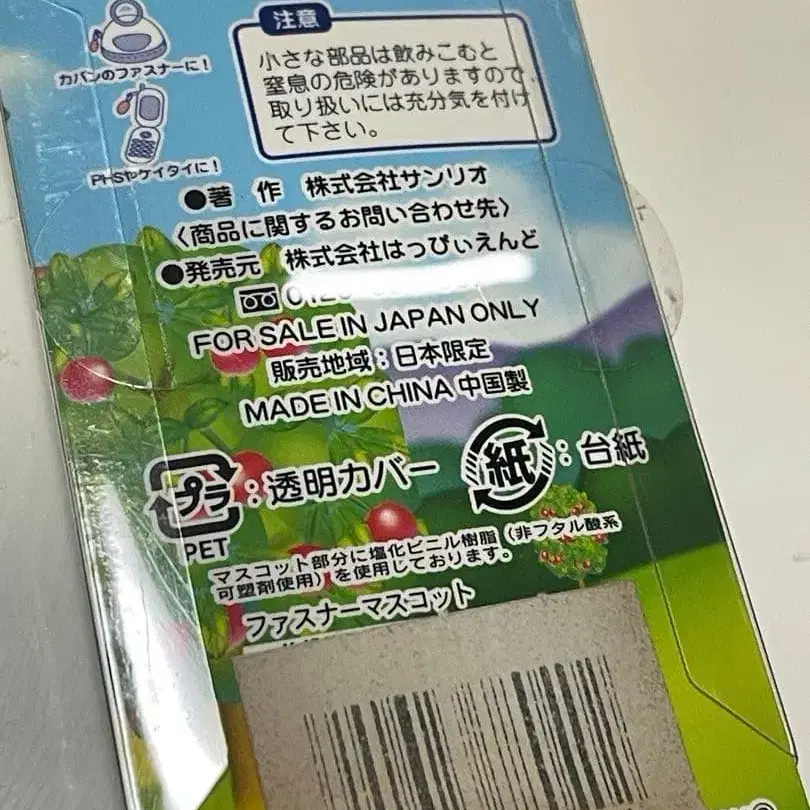 注意
小さな部品は飲みこむと
窒息の危険がありますので、
取り扱いには充分気を付け
て下さい。
カバンのファスナーに!
PHSやケイタイに!
●著 作 株式会社サンリオ
〈商品に関するお問い合わせ先〉
●発売元 株式会社はっぴぃえんど
FOR SALE IN JAPAN ONLY
販売地域:日本限定
MADE IN CHINA 中国製
プラ:透明カバー
PET
紙:台紙
マスコット部分に塩化ビニル樹脂(非フタル酸系
可塑剤使用)を使用しております。
ファスナーマスコット